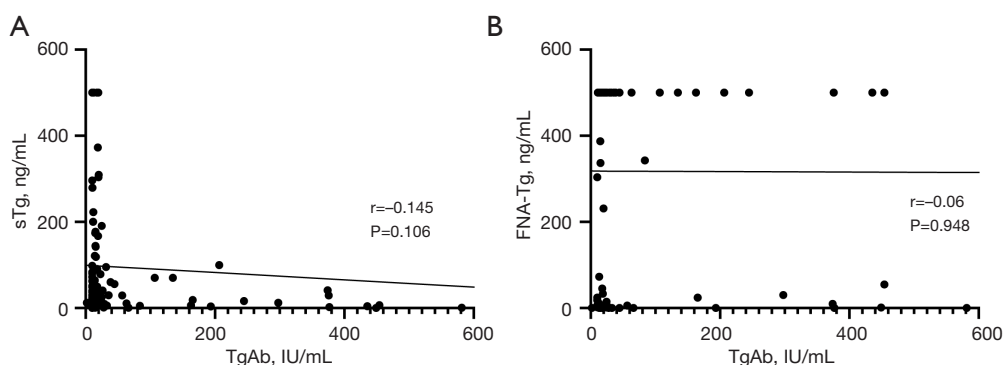 A
600
400
200
0
sTg, ng/mL
r=–0.145
P=0.106
0
200
400
600
TgAb, IU/mL
B
600
400
200
0
FNA-Tg, ng/mL
r=–0.06
P=0.948
0
200
400
600
TgAb, IU/mL